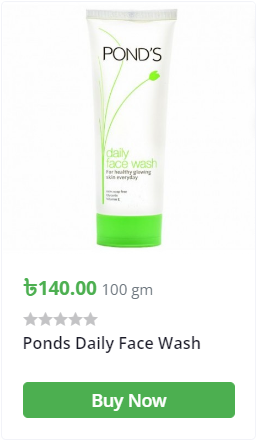 POND'S
daily
face wash
For healthy glowing
skin everyday
৳140.00 100 gm
Ponds Daily Face Wash
Buy Now